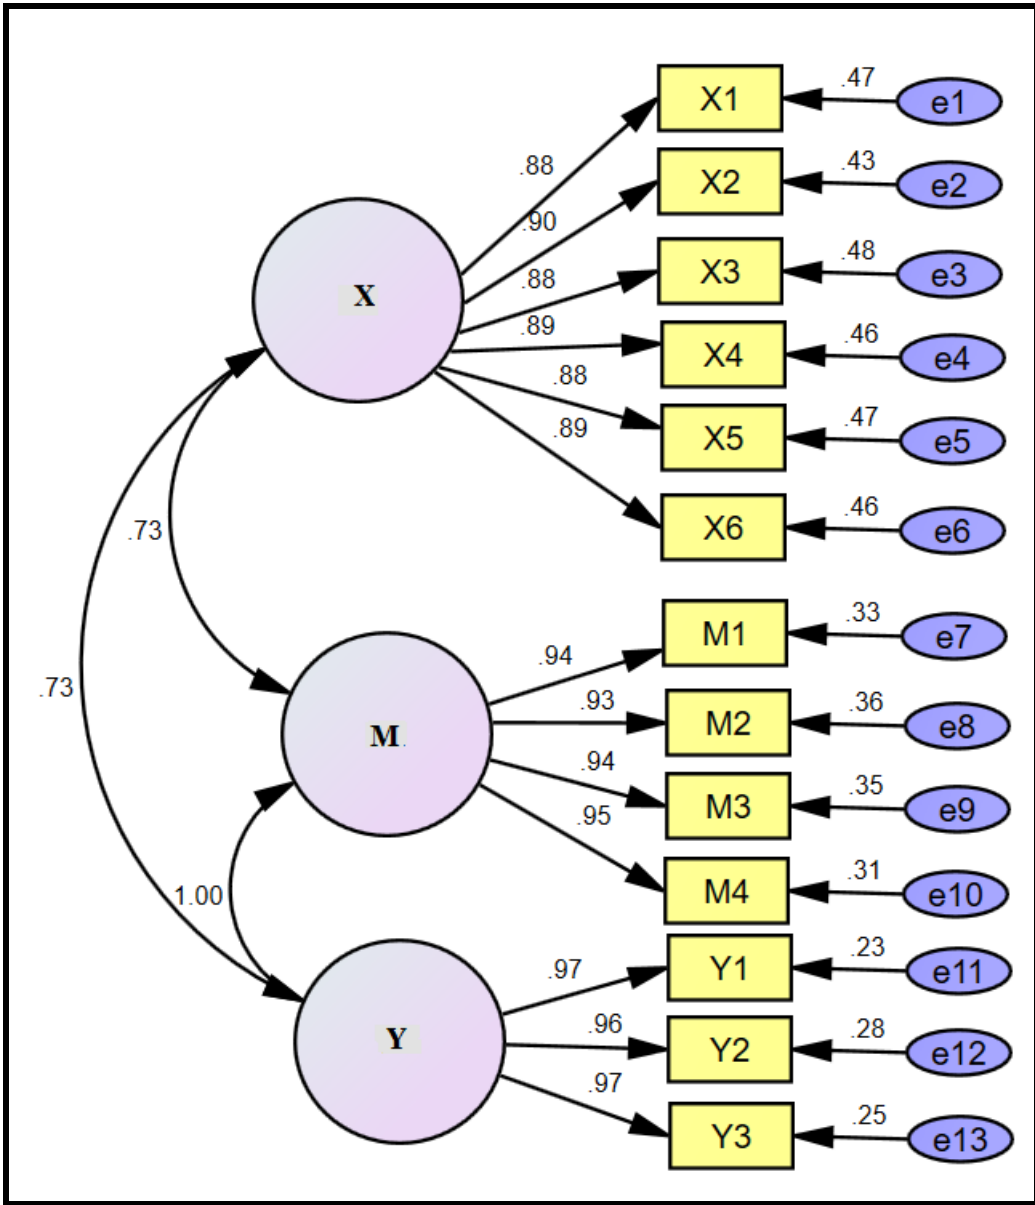 X1
.47
e1
.88
X2
.43
e2
.90
X3
.48
e3
.88
X
.89
X4
.46
e4
.88
X5
.47
e5
.89
X6
.46
e6
.73
M1
.33
e7
.94
.73
.93
M2
.36
e8
M.
.94
M3
.35
e9
.95
M4
.31
e10
1.00
Y1
.23
e11
.97
Y
.96
Y2
.28
e12
.97
Y3
.25
e13